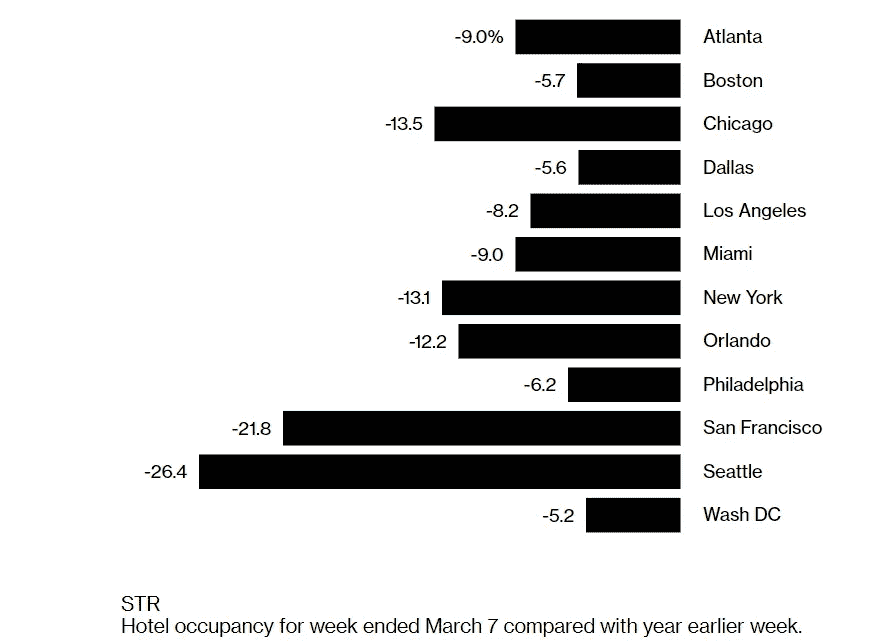 -9.0% Atlanta
-5.7 Boston
-13.5 Chicago
-5.6 Dallas
-8.2 Los Angeles
-9.0 Miami
-13.1 New York
-12.2 Orlando
-6.2 Philadelphia
-21.8 San Francisco
-26.4 Seattle
-5.2 Wash DC
STR
Hotel occupancy for week ended March 7 compared with year earlier week.